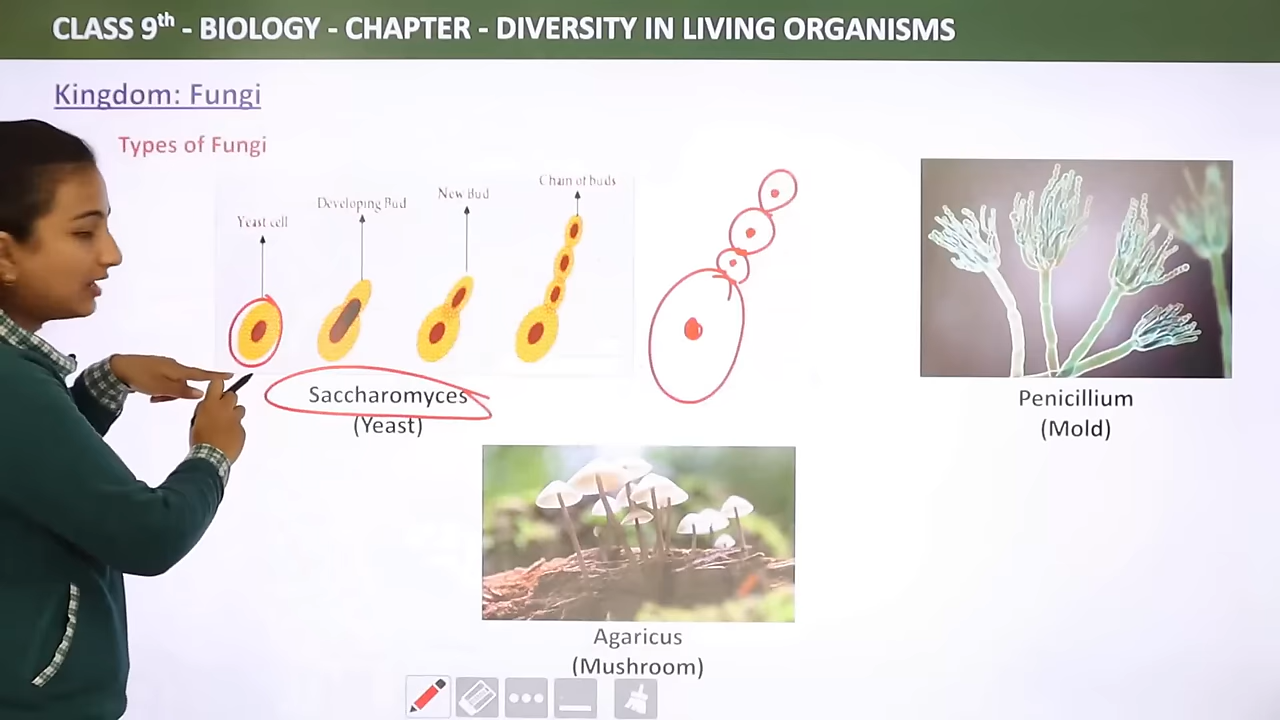 CLASS 9th - BIOLOGY - CHAPTER - DIVERSITY IN LIVING ORGANISMS
Kingdom: Fungi
Types of Fungi
Yeast cell
Developing Bud
New Bud
Chain of buds
Saccharomyces
(Yeast)
Penicillium
(Mold)
Agaricus
(Mushroom)